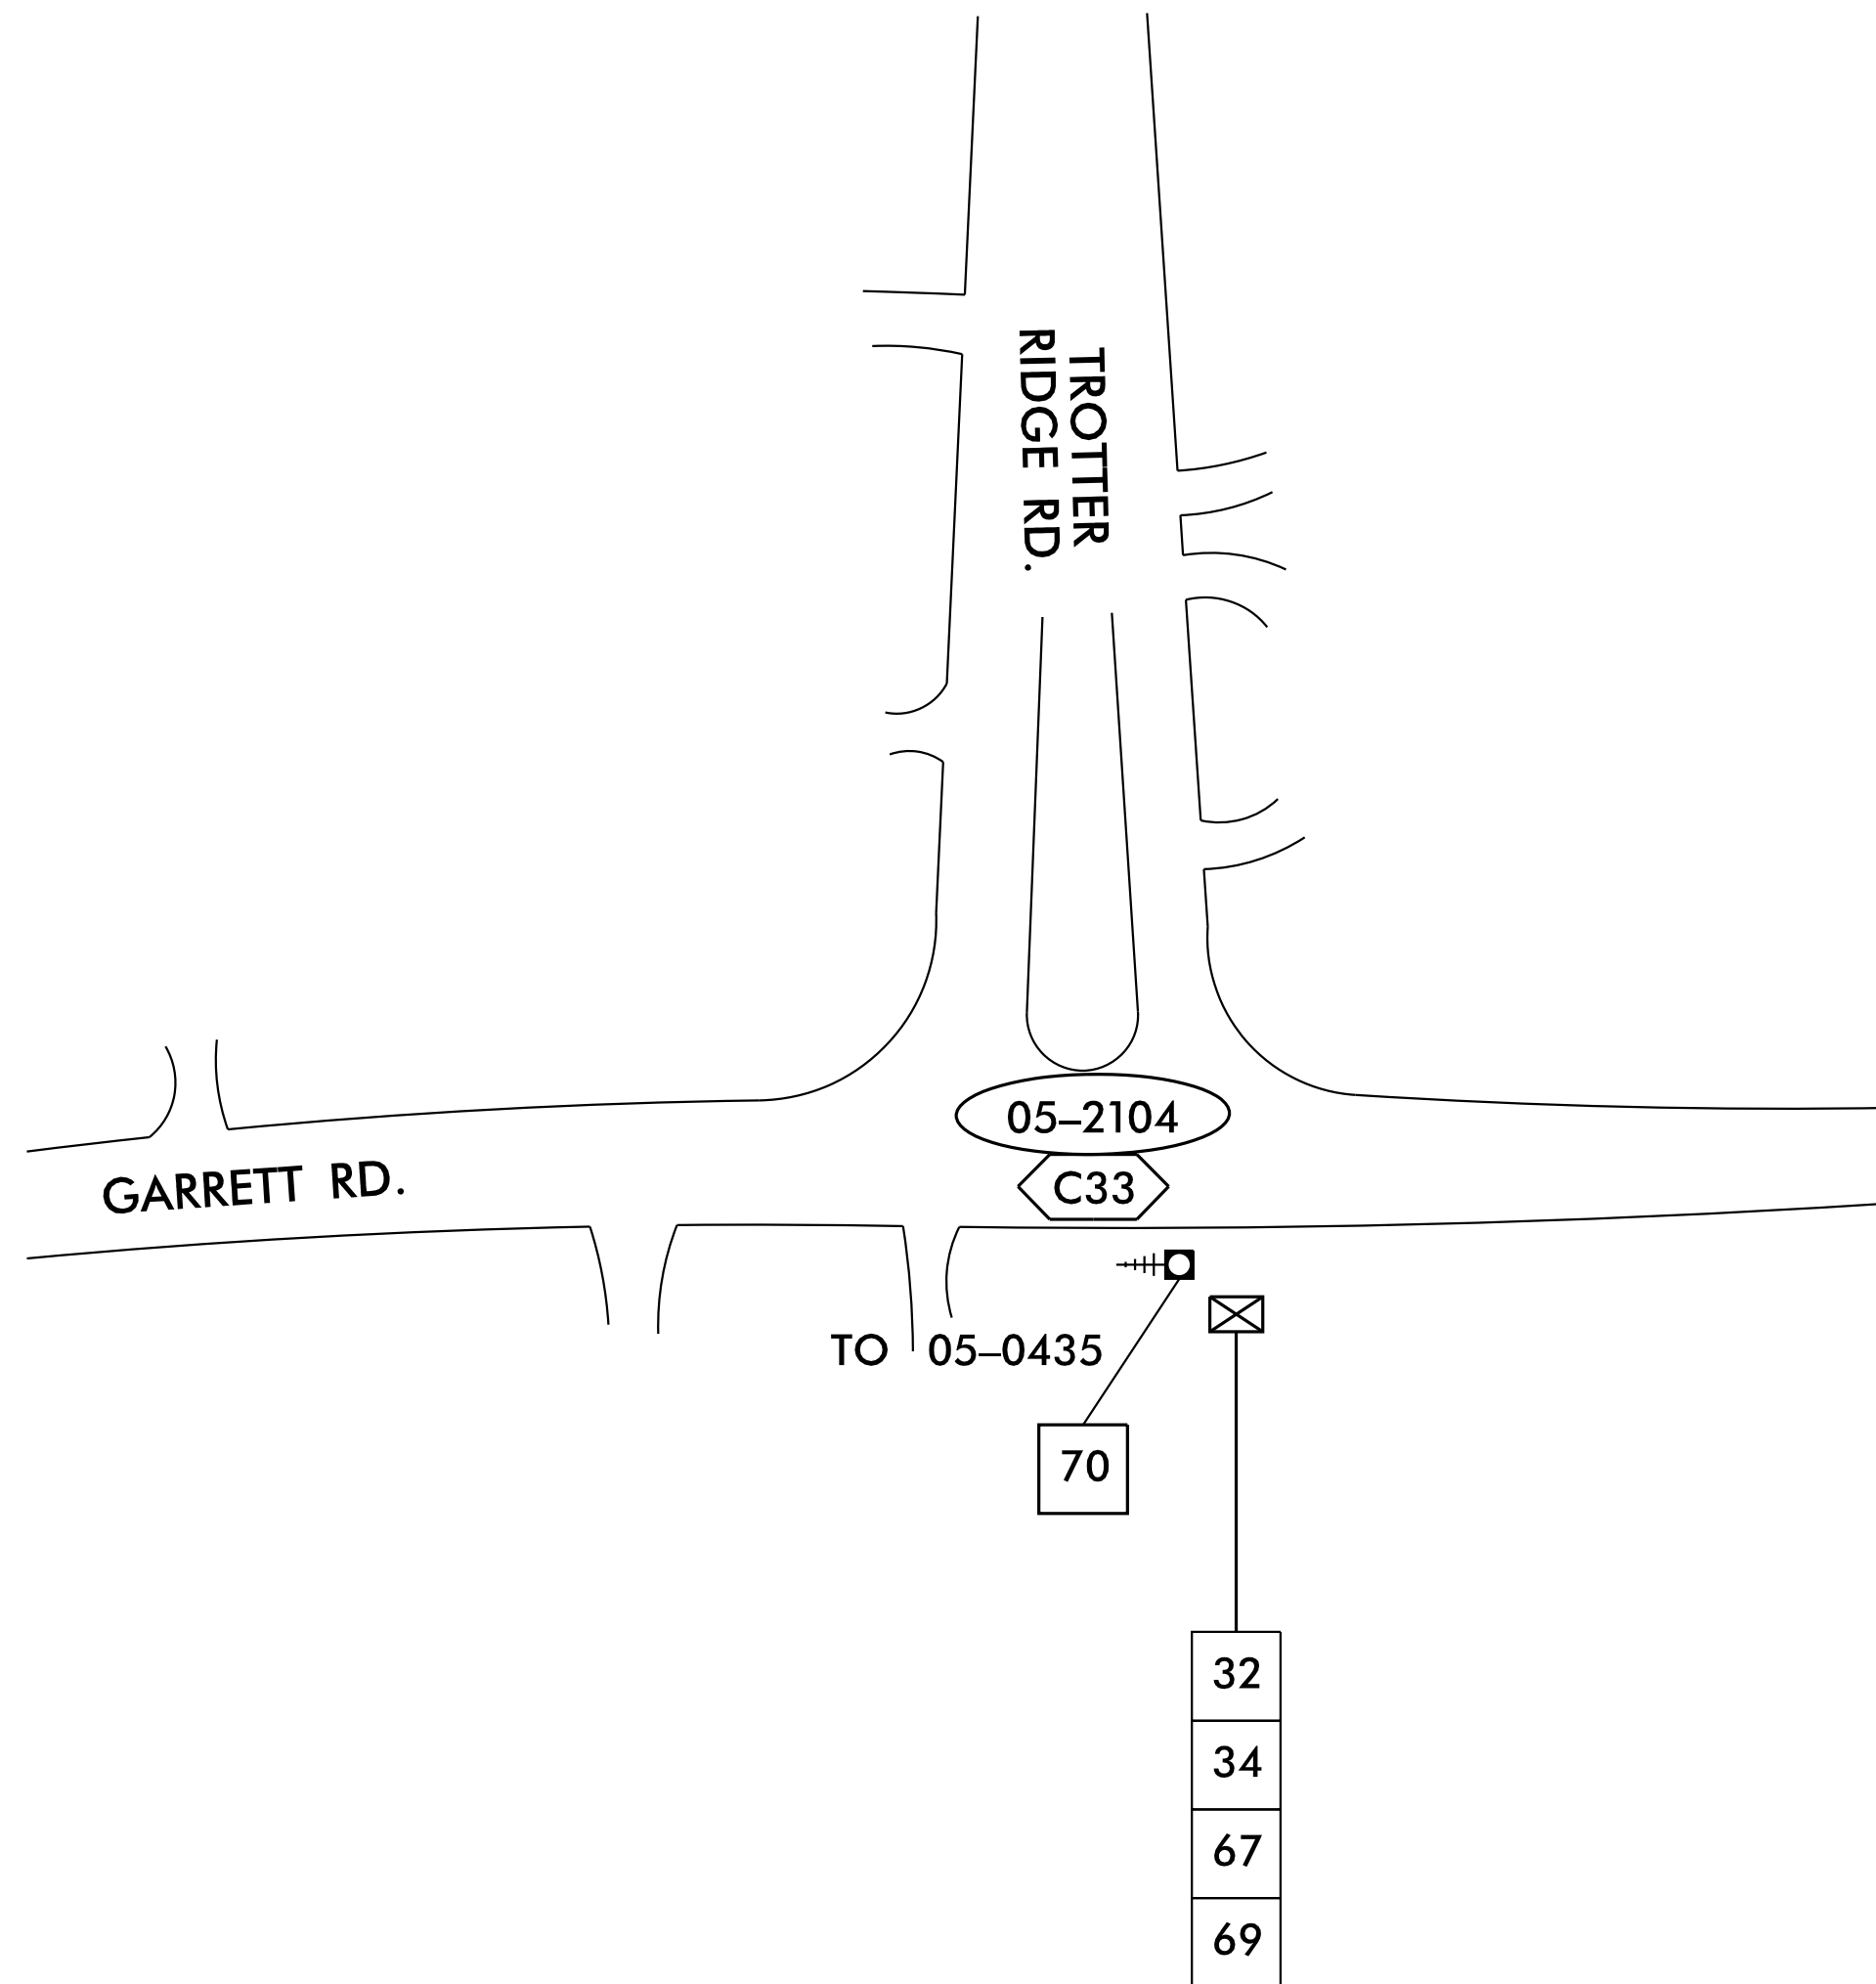 TROTTER
RIDGE RD.
05–2104
GARRETT RD.
C33
TO 05–0435
70
32
34
67
69